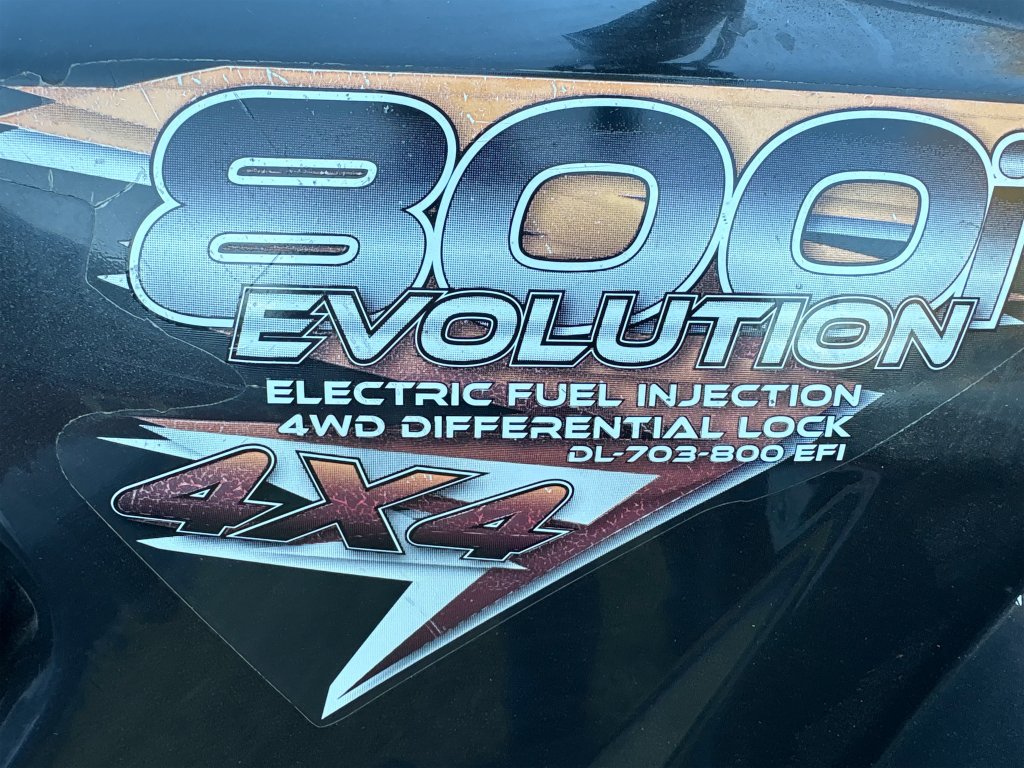 800i
EVOLUTION
ELECTRIC FUEL INJECTION
4WD DIFFERENTIAL LOCK
DL-703-800 EFI
4X4